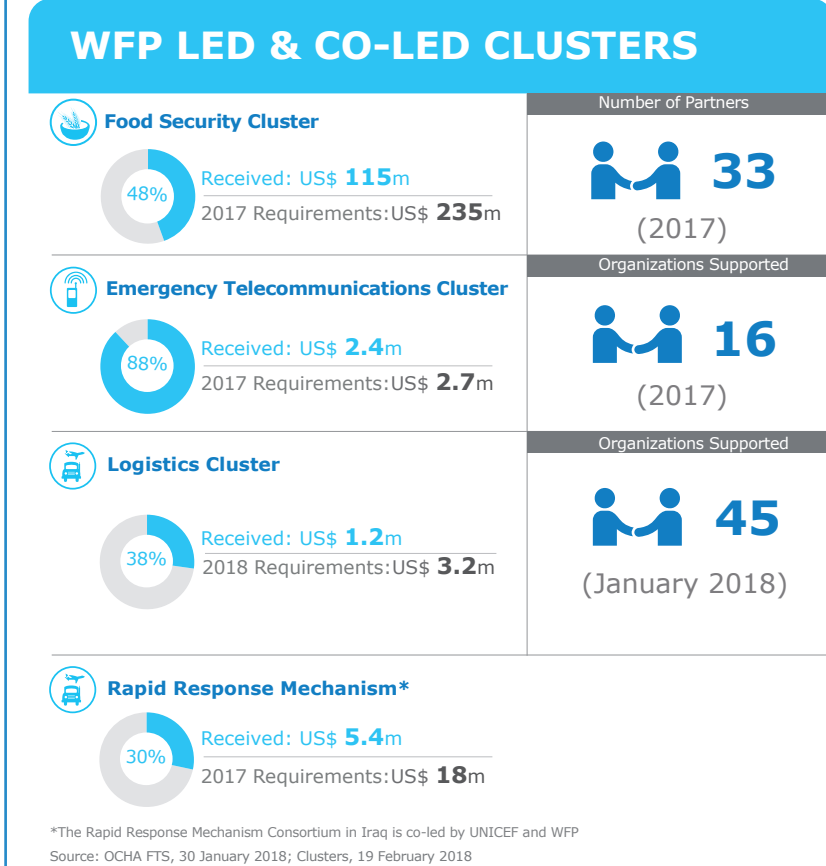 WFP LED & CO-LED CLUSTERS
Food Security Cluster
48%
Received: US$ 115m
2017 Requirements:US$ 235m
Number of Partners
33
(2017)
Emergency Telecommunications Cluster
88%
Received: US$ 2.4m
2017 Requirements:US$ 2.7m
Organizations Supported
16
(2017)
Logistics Cluster
38%
Received: US$ 1.2m
2018 Requirements:US$ 3.2m
Organizations Supported
45
(January 2018)
Rapid Response Mechanism*
30%
Received: US$ 5.4m
2017 Requirements:US$ 18m
*The Rapid Response Mechanism Consortium in Iraq is co-led by UNICEF and WFP
Source: OCHA FTS, 30 January 2018; Clusters, 19 February 2018